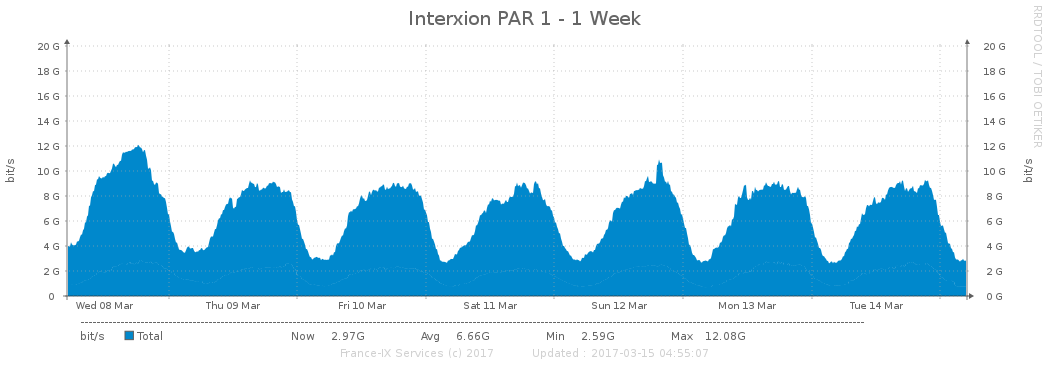 Interxion PAR 1 - 1 Week
RRDTOOL / TOBI OETIKER
20 G 20 G
18 G 18 G
16 G 16 G
14 G 14 G
12 G 12 G
10 G 10 G
8 G 8 G
6 G 6 G
4 G 4 G
2 G 2 G
0 0 G
bit/s bit/s
Wed 08 Mar Thu 09 Mar Fri 10 Mar Sat 11 Mar Sun 12 Mar Mon 13 Mar Tue 14 Mar
bit/s Total Now 2.97G Avg 6.66G Min 2.59G Max 12.08G
France-IX Services (c) 2017 Updated : 2017-03-15 04:55:07